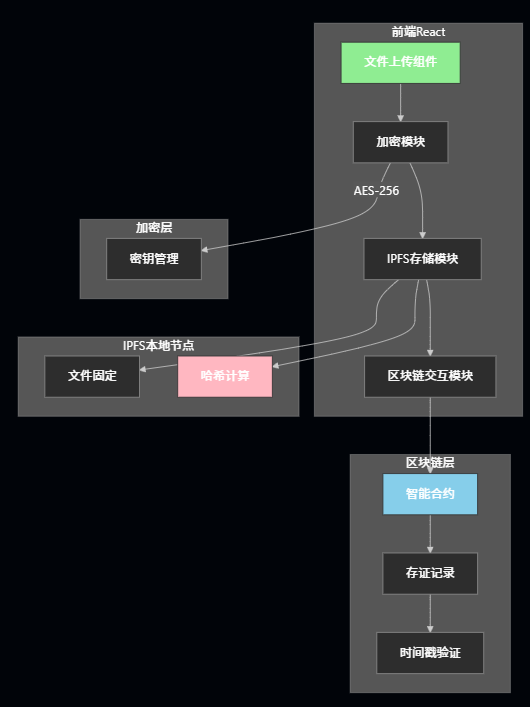 前端React
文件上传组件
加密模块
AES-256
加密层
密钥管理
IPFS存储模块
IPFS本地节点
文件固定
哈希计算
区块链交互模块
区块链层
智能合约
存证记录
时间戳验证